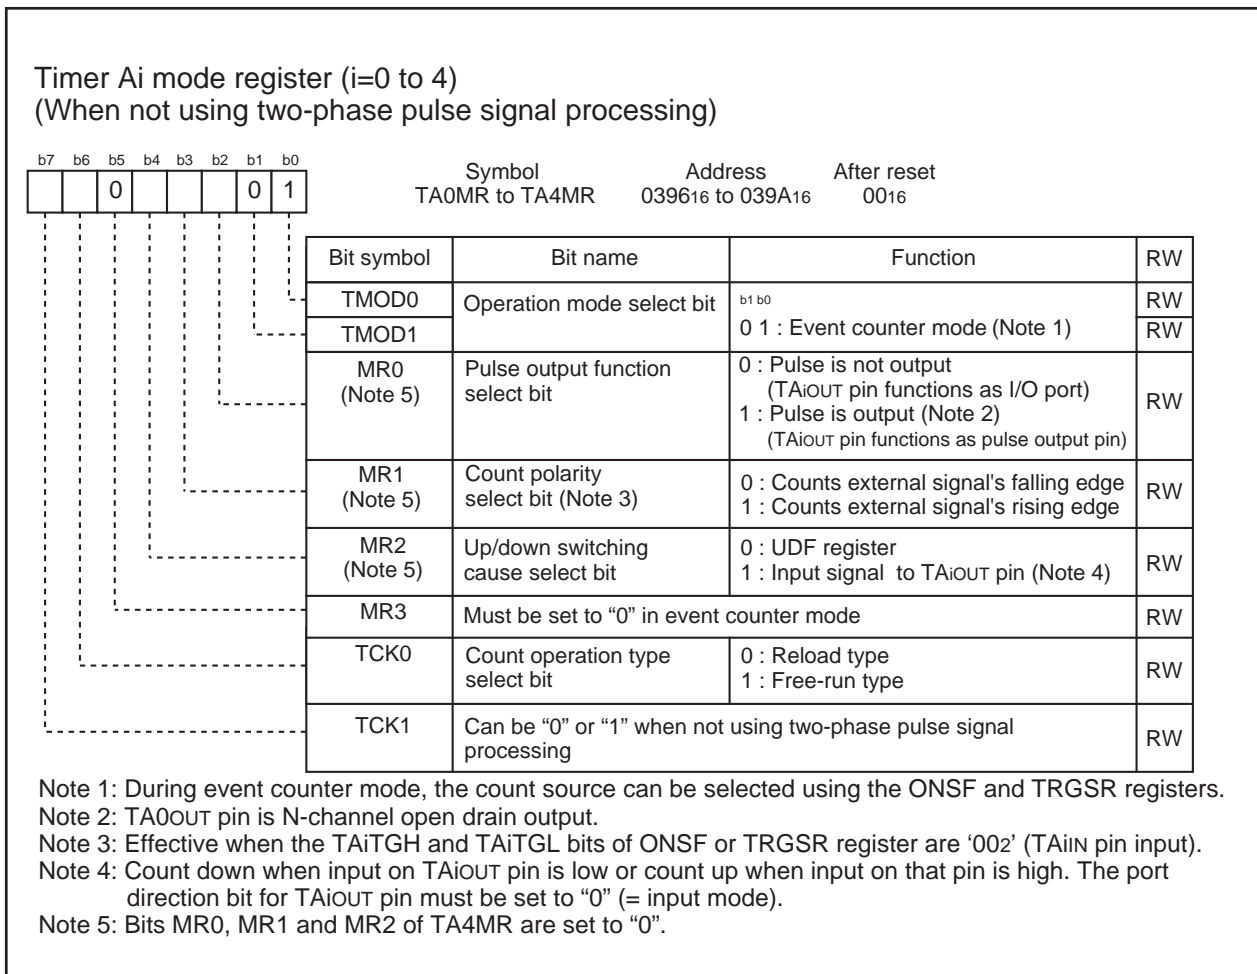 Timer Ai mode register (i=0 to 4)
(When not using two-phase pulse signal processing)
b7 b6 b5 b4 b3 b2 b1 b0
0 0 1
Symbol Address After reset
TA0MR to TA4MR 039616 to 039A16 0016
Bit symbol Bit name Function RW
TMOD0 Operation mode select bit b1 b0 RW
TMOD1 0 1 : Event counter mode (Note 1) RW
MR0 Pulse output function 0 : Pulse is not output
(Note 5) select bit (TAiOUT pin functions as I/O port) RW
1 : Pulse is output (Note 2)
(TAiOUT pin functions as pulse output pin)
MR1 Count polarity 0 : Counts external signal's falling edge
(Note 5) select bit (Note 3) 1 : Counts external signal's rising edge RW
MR2 Up/down switching 0 : UDF register
(Note 5) cause select bit 1 : Input signal to TAiOUT pin (Note 4) RW
MR3 Must be set to “0” in event counter mode RW
TCK0 Count operation type 0 : Reload type
select bit 1 : Free-run type RW
TCK1 Can be “0” or “1” when not using two-phase pulse signal
processing RW
Note 1: During event counter mode, the count source can be selected using the ONSF and TRGSR registers.
Note 2: TA0OUT pin is N-channel open drain output.
Note 3: Effective when the TAiTGH and TAiTGL bits of ONSF or TRGSR register are ‘002’ (TAiIN pin input).
Note 4: Count down when input on TAiOUT pin is low or count up when input on that pin is high. The port
direction bit for TAiOUT pin must be set to “0” (= input mode).
Note 5: Bits MR0, MR1 and MR2 of TA4MR are set to “0”.